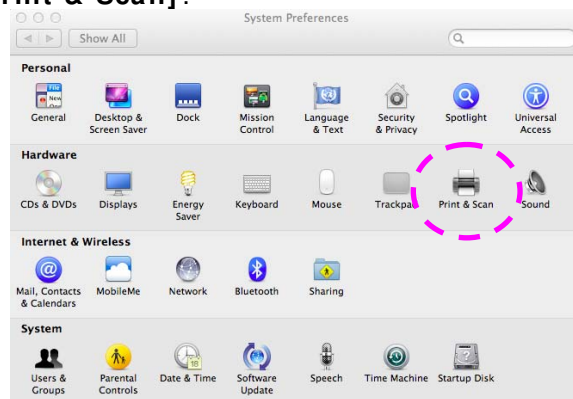 rint & Scan].
System Preferences
Show All
Personal
General
Desktop & Screen Saver
Dock
Mission Control
Language & Text
Security & Privacy
Spotlight
Universal Access
Hardware
CDs & DVDs
Displays
Energy Saver
Keyboard
Mouse
Trackpa
Print & Scan
Sound
Internet & Wireless
Mail, Contacts & Calendars
MobileMe
Network
Bluetooth
Sharing
System
Users & Groups
Parental Controls
Date & Time
Software Update
Speech
Time Machine
Startup Disk